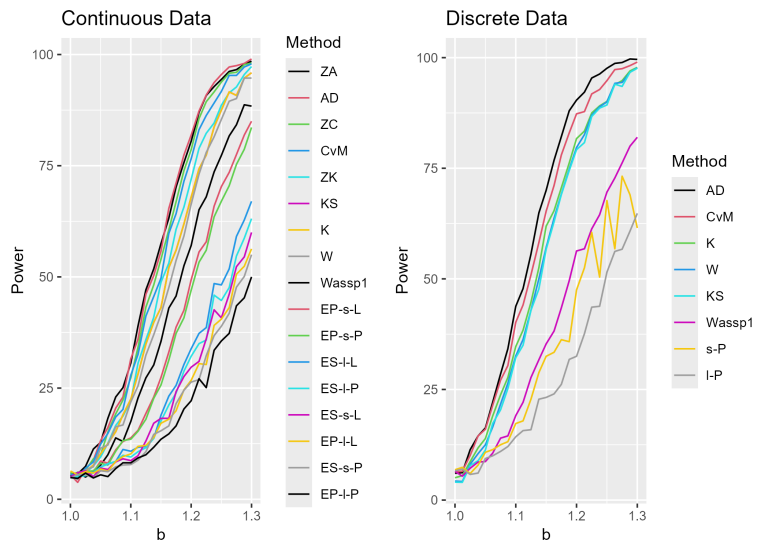 Continuous Data
Power
100
75
50
25
0
1.0 1.1 1.2 1.3
b
Method
ZA
AD
ZC
CvM
ZK
KS
K
W
Wassp1
EP-s-L
EP-s-P
ES-l-L
ES-l-P
ES-s-L
EP-l-L
ES-s-P
EP-l-P
Discrete Data
Power
100
75
50
25
0
1.0 1.1 1.2 1.3
b
Method
AD
CvM
K
W
KS
Wassp1
s-P
l-P